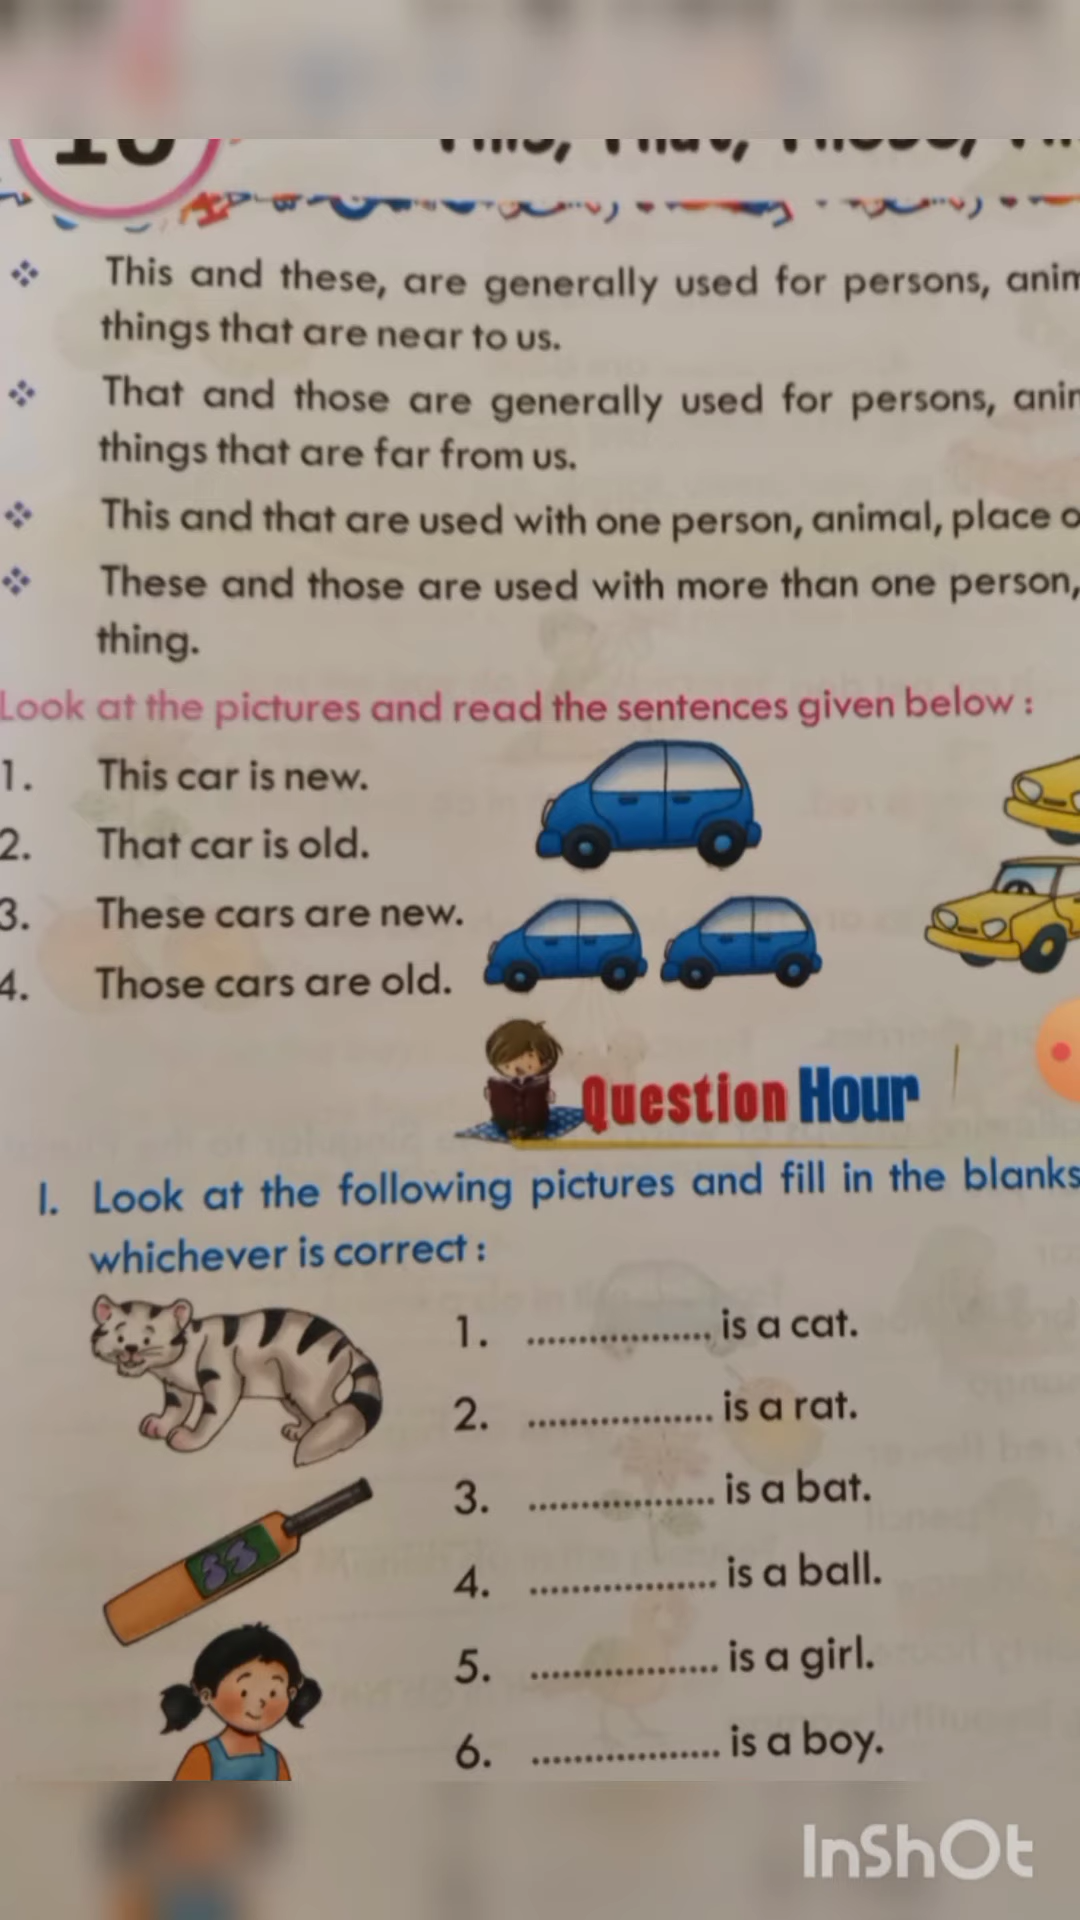 This and these, are generally used for persons,
things that are near to us.
That and those are generally used for persons,
things that are far from us.
This and that are used with one person, animal, place
These and those are used with more than one person,
thing.
Look at the pictures and read the sentences given below :
1. This car is new.
2. That car is old.
3. These cars are new.
4. Those cars are old.
Question Hour
I. Look at the following pictures and fill in the blanks
whichever is correct :
1. .................. is a cat.
2. .................. is a rat.
3. .................. is a bat.
4. .................. is a ball.
5. .................. is a girl.
6. .................. is a boy.
InShOt